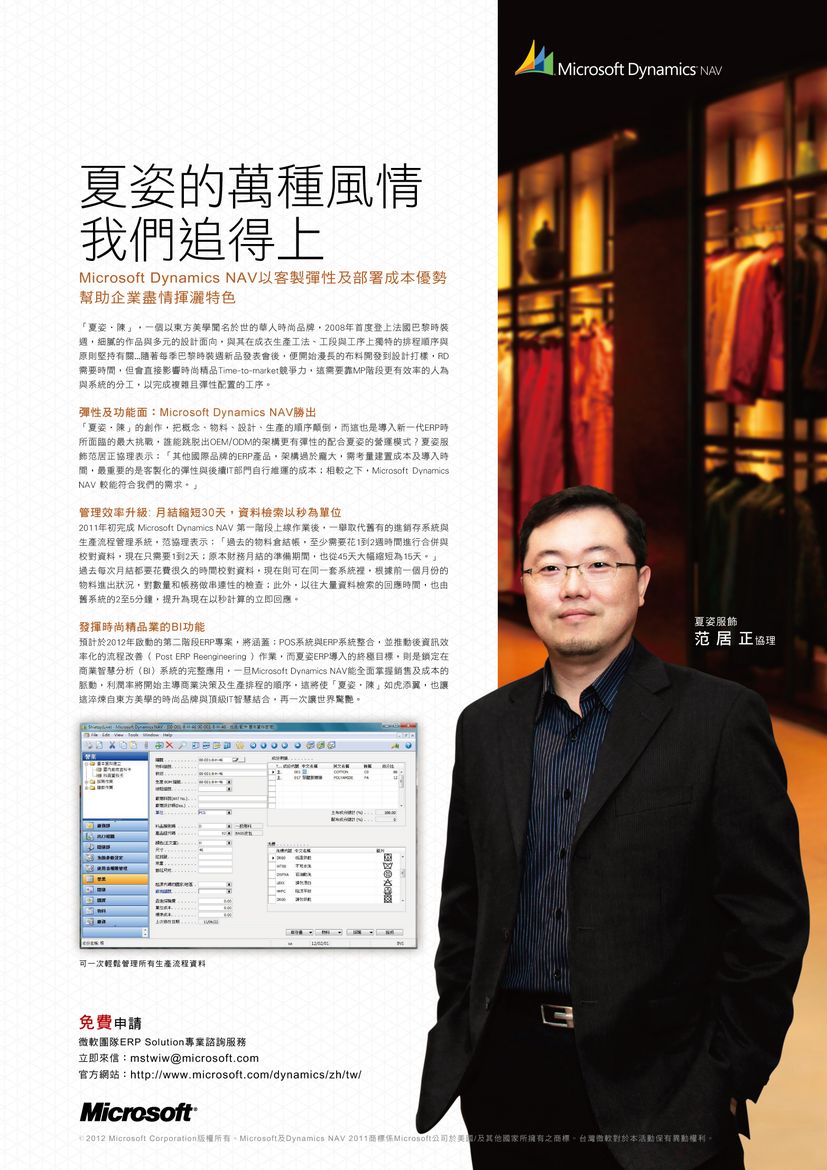 Microsoft Dynamics NAV
夏姿的萬種風情
我們追得上
Microsoft Dynamics NAV以客製彈性及部署成本優勢
幫助企業盡情揮灑特色
「夏姿・陳」，一個以東方美學聞名於世的華人時尚品牌，2008年首度登上法國巴黎時裝
週，細膩的作品與多元的設計面向，與其在成衣生產工法、工段與工序上獨特的排程順序與
原則堅持有關...隨著每季巴黎時裝週新品發表會後，便開始漫長的布料開發到設計打樣，RD
需要時間，但會直接影響時尚精品Time-to-market競爭力，這需要靠MP階段更有效率的人為
與系統的分工，以完成複雜且彈性配置的工序。
彈性及功能面：Microsoft Dynamics NAV勝出
「夏姿・陳」的創作，把概念、物料、設計、生產的順序顛倒，而這也是導入新一代ERP時
所面臨的最大挑戰，誰能跳脫出OEM/ODM的架構更有彈性的配合夏姿的營運模式？夏姿服
飾范居正協理表示：「其他國際品牌的ERP產品，架構過於龐大，需考量建置成本及導入時
間，最重要的是客製化的彈性與後續IT部門自行維運的成本；相較之下，Microsoft Dynamics
NAV 較能符合我們的需求。」
管理效率升級: 月結縮短30天，資料檢索以秒為單位
2011年初完成 Microsoft Dynamics NAV 第一階段上線作業後，一舉取代舊有的進銷存系統與
生產流程管理系統，范協理表示：「過去的物料倉結帳，至少需要花1到2週時間進行合併與
校對資料，現在只需要1到2天；原本財務月結的準備期間，也從45天大幅縮短為15天。」
過去每次月結都要花費很久的時間校對資料，現在則可在同一套系統裡，根據前一個月份的
物料進出狀況，對數量和帳務做串連性的檢查；此外，以往大量資料檢索的回應時間，也由
舊系統的2至5分鐘，提升為現在以秒計算的立即回應。
發揮時尚精品業的BI功能
預計於2012年啟動的第二階段ERP專案，將涵蓋：POS系統與ERP系統整合，並推動後資訊效
率化的流程改善（ Post ERP Reengineering ）作業，而夏姿ERP導入的終極目標，則是鎖定在
商業智慧分析（BI）系統的完整應用，一旦Microsoft Dynamics NAV能全面掌握銷售及成本的
脈動，利潤率將開始主導商業決策及生產排程的順序，這將使「夏姿・陳」如虎添翼，也讓
這淬煉自東方美學的時尚品牌與頂級IT智慧結合，再一次讓世界驚艷。
夏姿服飾
范居正協理
File Edit View Tools Window Help
COTTON
POLYAMIDE
100.00
12/02/01
可一次輕鬆管理所有生產流程資料
免費申請
微軟團隊ERP Solution專業諮詢服務
立即來信：mstwiw@microsoft.com
官方網站：http://www.microsoft.com/dynamics/zh/tw/
Microsoft
©2012 Microsoft Corporation版權所有。Microsoft及Dynamics NAV 2011商標係Microsoft公司於美國/及其他國家所擁有之商標。台灣微軟對於本活動保有異動權利。